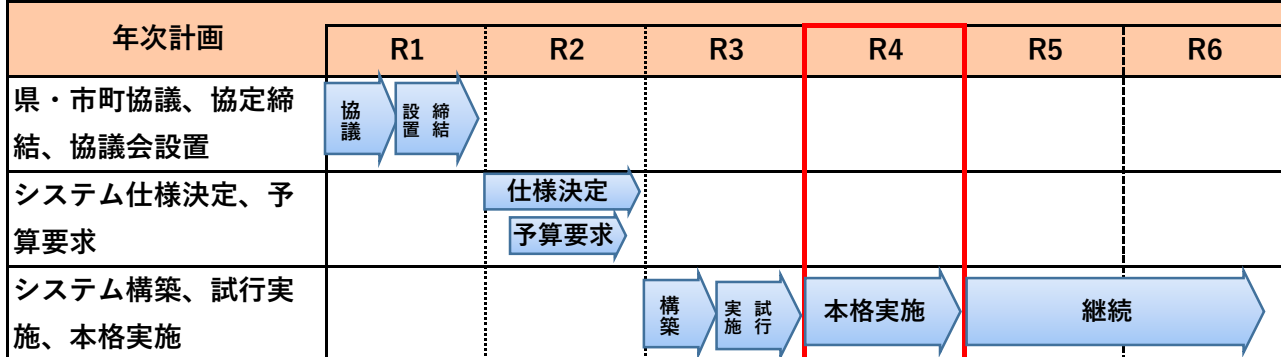 年次計画
R1
R2
R3
R4
R5
R6
県・市町協議、協定締
結、協議会設置
協議
設置
締結
システム仕様決定、予
算要求
仕様決定
予算要求
システム構築、試行実
施、本格実施
構築
試行
実施
本格実施
継続